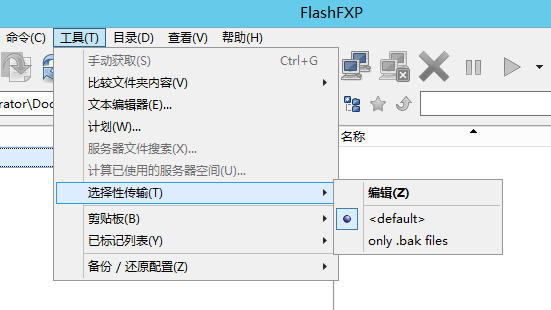 FlashFXP
命令(C) 工具(T) 目录(D) 查看(V) 帮助(H)
手动获取(S) Ctrl+G
比较文件夹内容(V)
文本编辑器(E)...
计划(W)...
服务器文件搜索(X)...
计算已使用的服务器空间(U)...
选择性传输(T)
剪贴板(B)
已标记列表(Y)
备份 / 还原配置(Z)
编辑(Z)
<default>
only .bak files
rator\Doc
名称